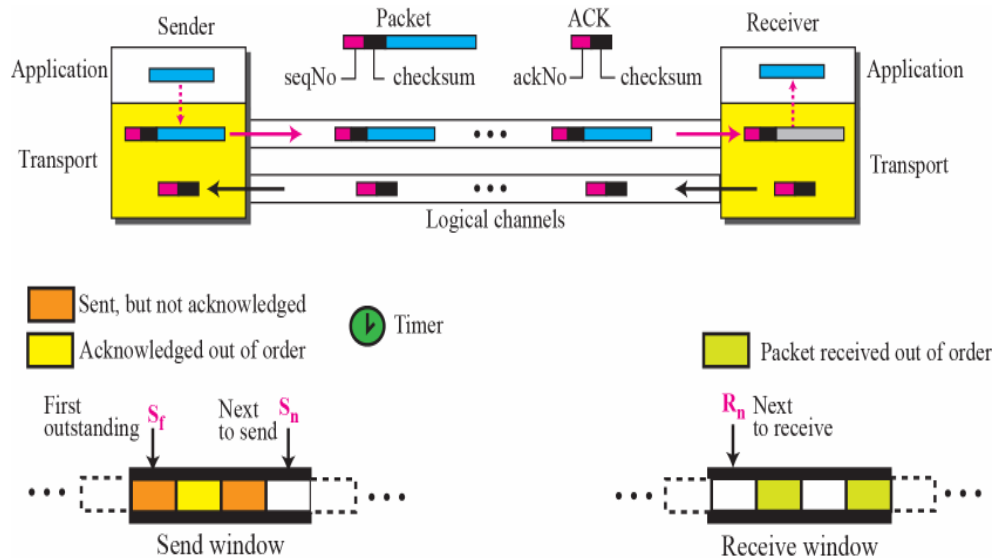 Sender
Packet
ACK
Receiver
Application
seqNo
checksum
ackNo
checksum
Application
Transport
Transport
Logical channels
Sent, but not acknowledged
Acknowledged out of order
Timer
Packet received out of order
First
outstanding
Sf
Next
to send
Sn
Rn
Next
to receive
Send window
Receive window